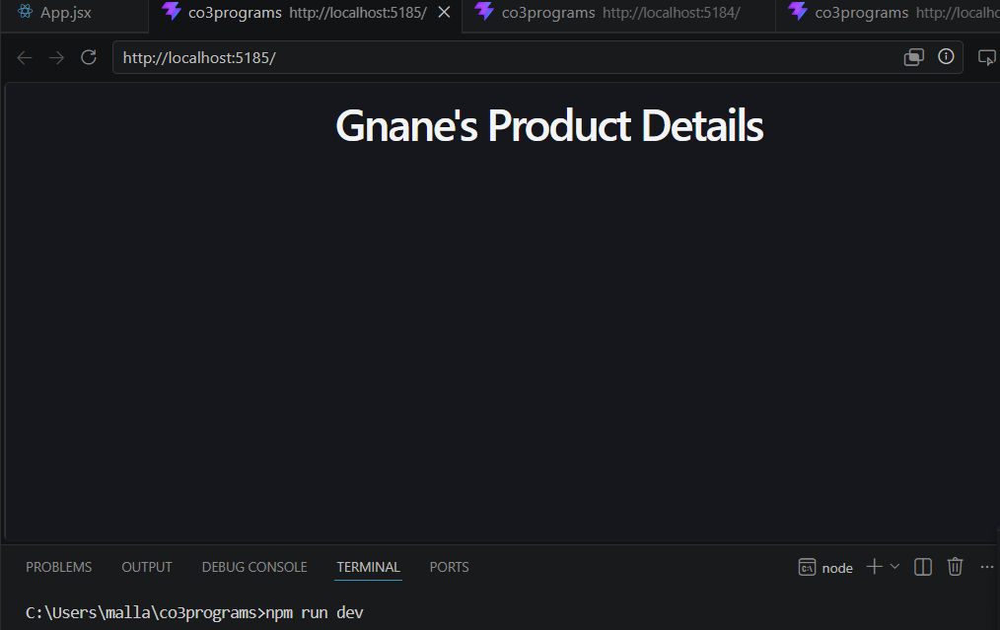 App.jsx
co3programs http://localhost:5185/
co3programs http://localhost:5184/
co3programs http://localho
http://localhost:5185/
Gnane's Product Details
PROBLEMS OUTPUT DEBUG CONSOLE TERMINAL PORTS
node
C:\Users\malla\co3programs>npm run dev